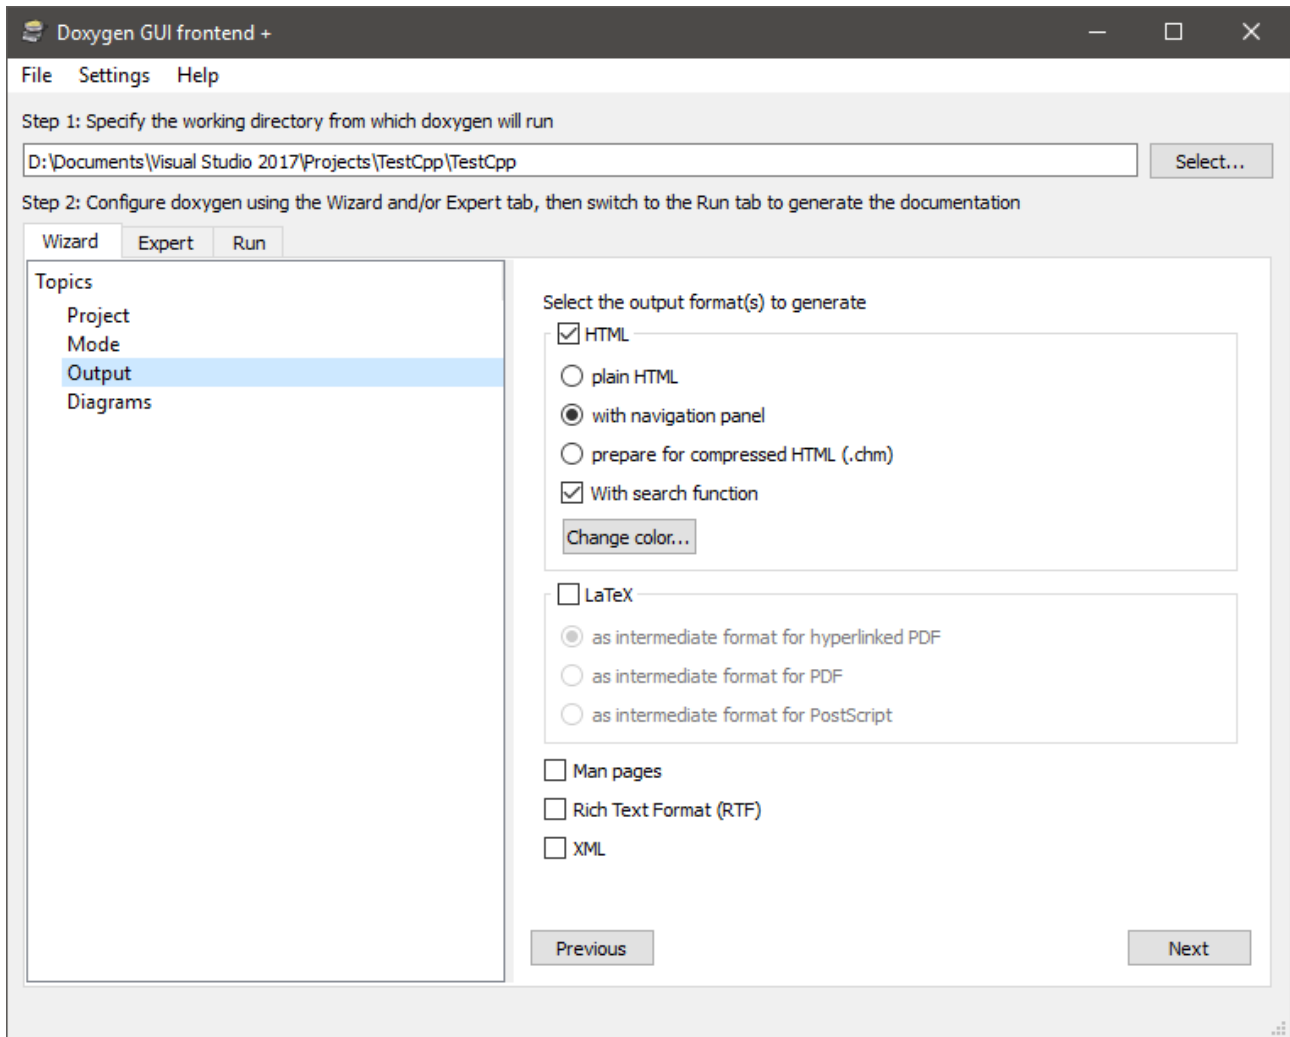 Doxygen GUI frontend +
File Settings Help
Step 1: Specify the working directory from which doxygen will run
D:\Documents\Visual Studio 2017\Projects\TestCpp\TestCpp
Select...
Step 2: Configure doxygen using the Wizard and/or Expert tab, then switch to the Run tab to generate the documentation
Wizard Expert Run
Topics
Project
Mode
Output
Diagrams
Select the output format(s) to generate
HTML
plain HTML
with navigation panel
prepare for compressed HTML (.chm)
With search function
Change color...
LaTeX
as intermediate format for hyperlinked PDF
as intermediate format for PDF
as intermediate format for PostScript
Man pages
Rich Text Format (RTF)
XML
Previous
Next